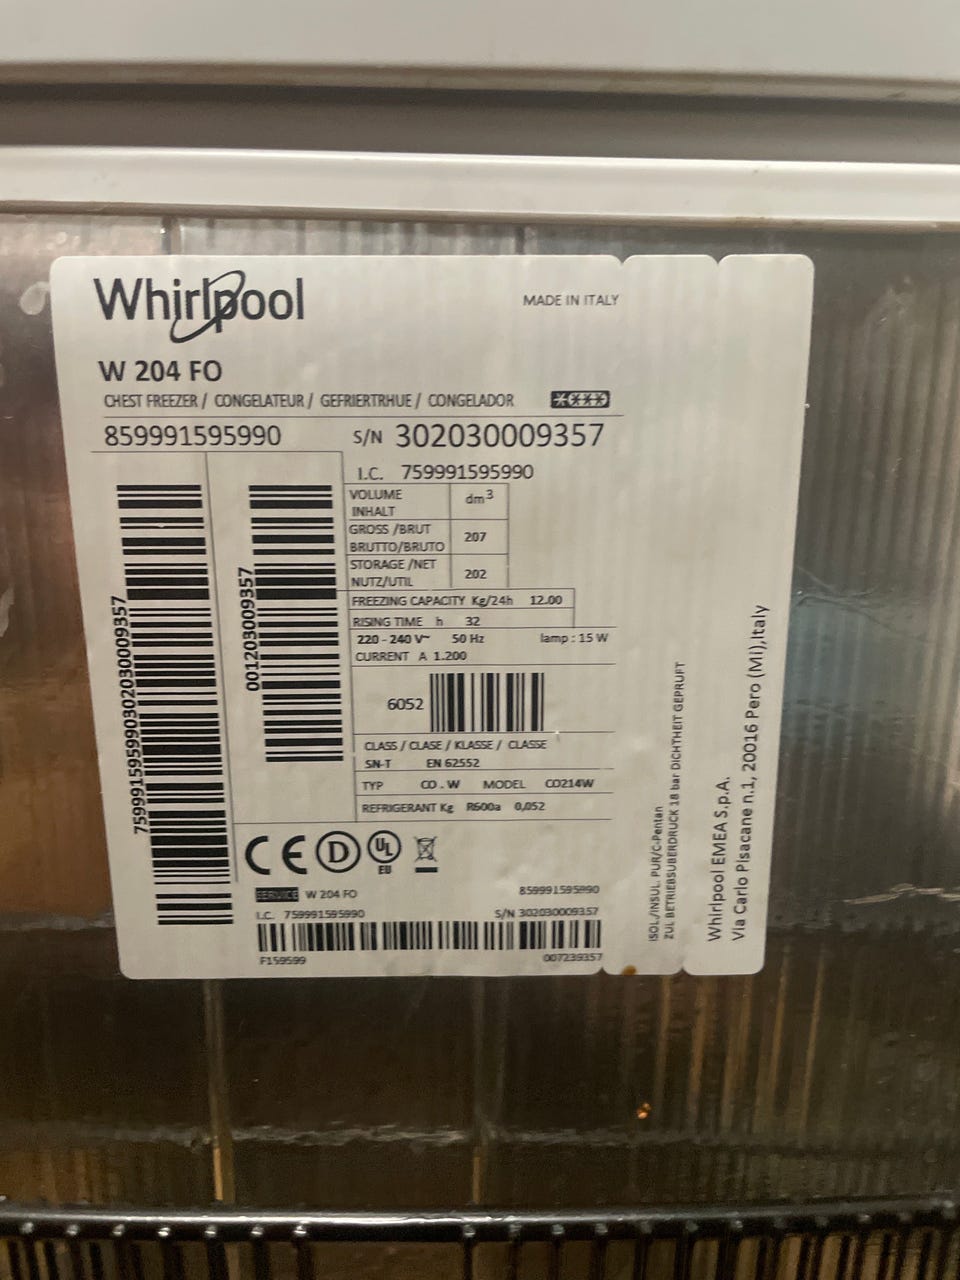 Whirlpool
MADE IN ITALY
W 204 FO
CHEST FREEZER / CONGELATEUR / GEFRIERTRHUE / CONGELADOR
859991595990 S/N 302030009357
I.C. 759991595990
VOLUME dm3
INHALT
GROSS /BRUT 207
BRUTTO/BRUTO
STORAGE /NET 202
NUTZ/UTIL
FREEZING CAPACITY Kg/24h 12.00
RISING TIME h 32
220 - 240 V~ 50 Hz lamp : 15 W
CURRENT A 1.200
6052
CLASS / CLASE / KLASSE / CLASSE
SN-T EN 62552
TYP CO . W MODEL CO214W
REFRIGERANT Kg R600a 0,052
759991595990302030009357
001203009357
CE D UL
EU
SERVICE W 204 FO 859991595990
I.C. 759991595990 S/N 302030009357
F159599 007239357
ISOL./INSUL. PUR/C-Pentan
ZUL BETRIEBSUBERDRUCK 18 bar DICHTHEIT GEPRUFT
Whirlpool EMEA S.p.A.
Via Carlo Pisacane n.1, 20016 Pero (Mi),Italy